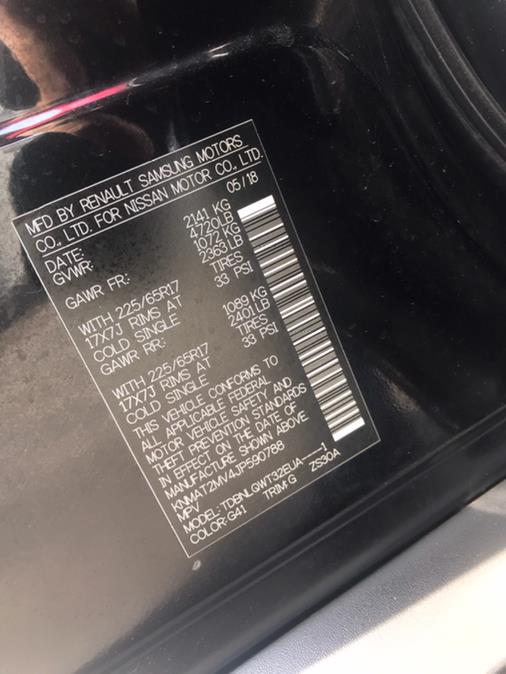 MFD BY RENAULT SAMSUNG MOTORS
CO., LTD. FOR NISSAN MOTOR CO., LTD.
DATE: 05/18
GVWR: 2141 KG
4720LB
GAWR FR: 1072 KG
2363 LB
WITH 225/65R17 TIRES
17X7J RIMS AT 33 PSI
COLD SINGLE
GAWR RR: 1089 KG
2401 LB
WITH 225/65R17 TIRES
17X7J RIMS AT 33 PSI
COLD SINGLE
THIS VEHICLE CONFORMS TO
ALL APPLICABLE FEDERAL
MOTOR VEHICLE SAFETY AND
THEFT PREVENTION STANDARDS
IN EFFECT ON THE DATE OF
MANUFACTURE SHOWN ABOVE
KNMAT2MV4JP590788
MPV
MODEL: TDBNLQWT32EUA-----1
COLOR:G41 TRIM:G ZS30A